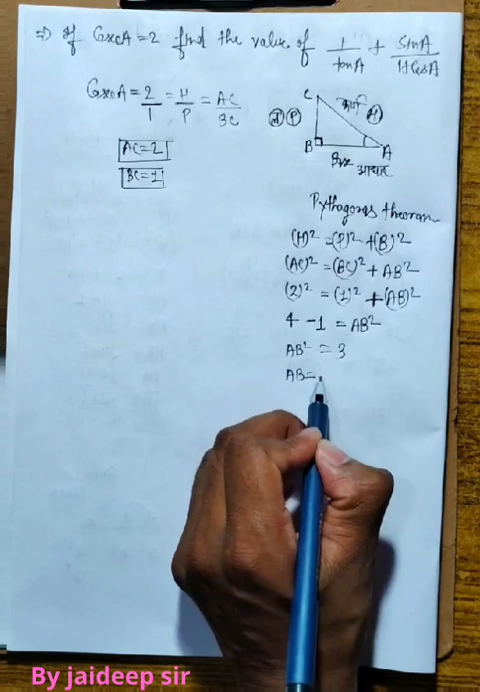 ⇒ If CosecA = 2 find the value of 1/tanA + SinA/1+CosA
CosecA = 2/1 = H/P = AC/BC
AC = 2
BC = 1
C
कर्ण H
ल P
B A
आधार
Pythagoras theoram
(H)² = (P)² + (B)²
(AC)² = (BC)² + AB²
(2)² = (1)² + (AB)²
4 - 1 = AB²
AB² = 3
AB =
By jaideep sir